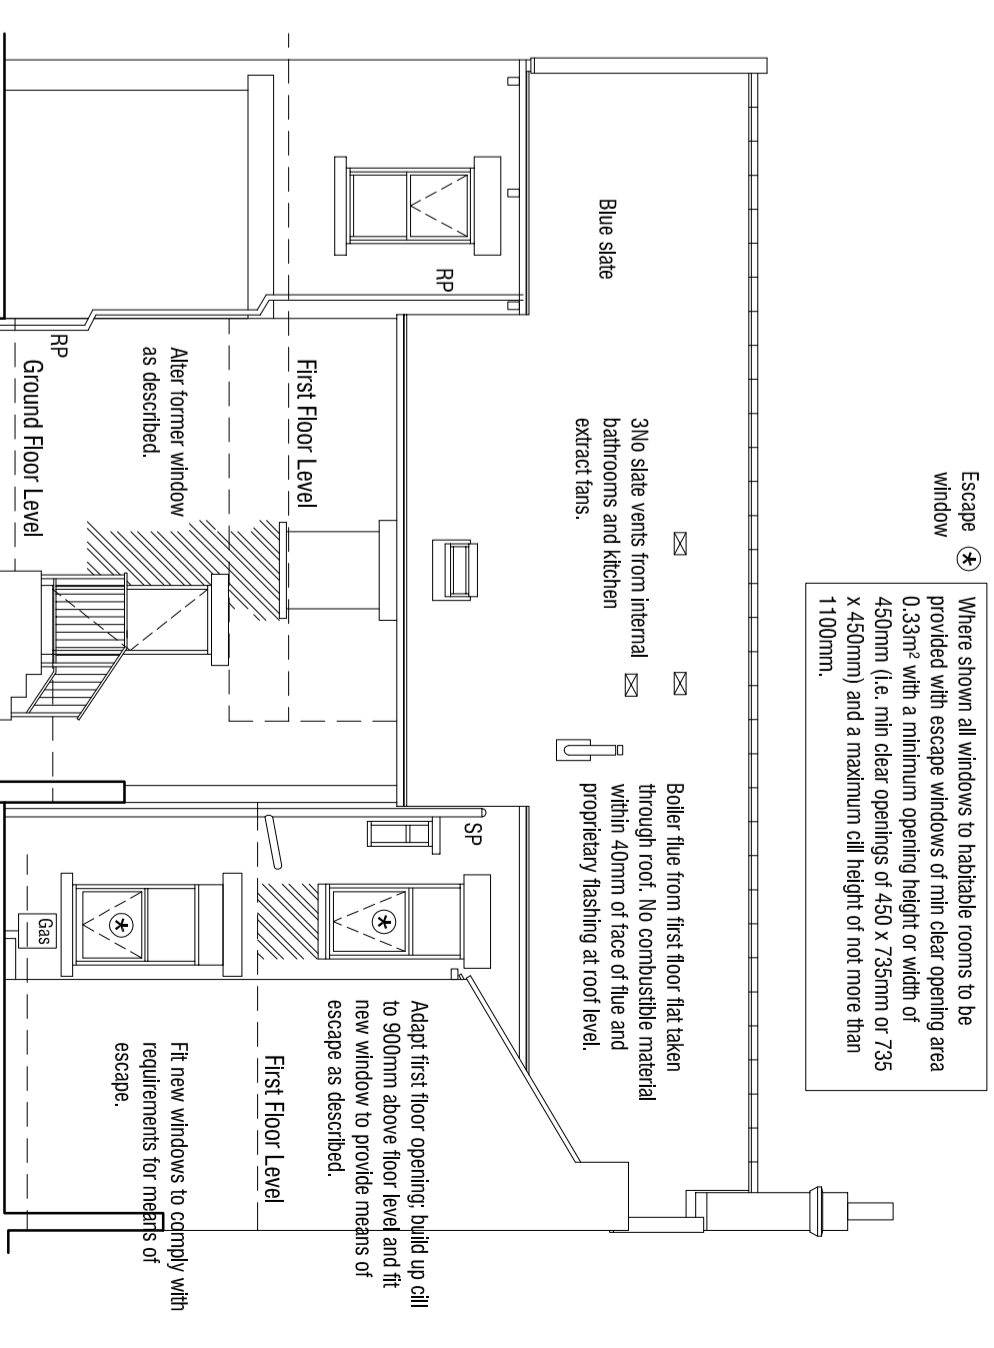 Escape
window
*
Where shown all windows to habitable rooms to be
provided with escape windows of min clear opening area
0.33m² with a minimum opening height or width of
450mm (i.e. min clear openings of 450 x 735mm or 735
x 450mm) and a maximum cill height of not more than
1100mm.
Blue slate
3No slate vents from internal
bathrooms and kitchen
extract fans.
Boiler flue from first floor flat taken
through roof. No combustible material
within 40mm of face of flue and
proprietary flashing at roof level.
RP
SP
First Floor Level
Alter former window
as described.
RP
Ground Floor Level
*
*
Gas
Adapt first floor opening; build up cill
to 900mm above floor level and fit
new window to provide means of
escape as described.
First Floor Level
Fit new windows to comply with
requirements for means of
escape.